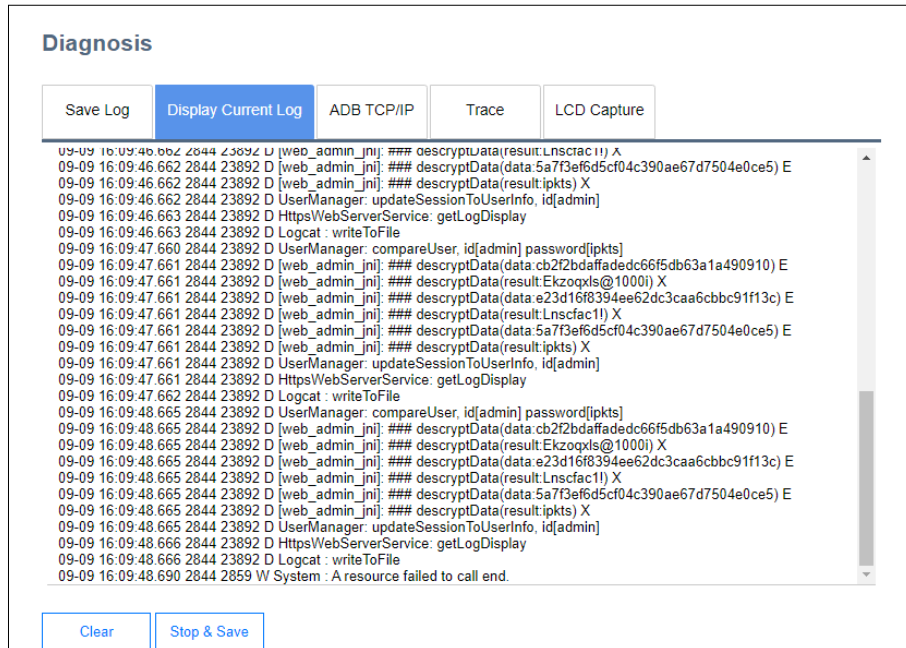 Diagnosis
Save Log
Display Current Log
ADB TCP/IP
Trace
LCD Capture
09-09 16:09:46.662 2844 23892 D [web_admin_jni]: ### descryptData(result:Lnscfac1!) X
09-09 16:09:46.662 2844 23892 D [web_admin_jni]: ### descryptData(data:5a7f3ef6d5cf04c390ae67d7504e0ce5) E
09-09 16:09:46.662 2844 23892 D [web_admin_jni]: ### descryptData(result:ipkts) X
09-09 16:09:46.662 2844 23892 D UserManager: updateSessionToUserInfo, id[admin]
09-09 16:09:46.663 2844 23892 D HttpsWebServerService: getLogDisplay
09-09 16:09:46.663 2844 23892 D Logcat : writeToFile
09-09 16:09:47.660 2844 23892 D UserManager: compareUser, id[admin] password[ipkts]
09-09 16:09:47.661 2844 23892 D [web_admin_jni]: ### descryptData(data:cb2f2bdaffadedc66f5db63a1a490910) E
09-09 16:09:47.661 2844 23892 D [web_admin_jni]: ### descryptData(result:Ekzoqxls@1000i) X
09-09 16:09:47.661 2844 23892 D [web_admin_jni]: ### descryptData(data:e23d16f8394ee62dc3caa6cbbc91f13c) E
09-09 16:09:47.661 2844 23892 D [web_admin_jni]: ### descryptData(result:Lnscfac1!) X
09-09 16:09:47.661 2844 23892 D [web_admin_jni]: ### descryptData(data:5a7f3ef6d5cf04c390ae67d7504e0ce5) E
09-09 16:09:47.661 2844 23892 D [web_admin_jni]: ### descryptData(result:ipkts) X
09-09 16:09:47.661 2844 23892 D UserManager: updateSessionToUserInfo, id[admin]
09-09 16:09:47.661 2844 23892 D HttpsWebServerService: getLogDisplay
09-09 16:09:47.662 2844 23892 D Logcat : writeToFile
09-09 16:09:48.665 2844 23892 D UserManager: compareUser, id[admin] password[ipkts]
09-09 16:09:48.665 2844 23892 D [web_admin_jni]: ### descryptData(data:cb2f2bdaffadedc66f5db63a1a490910) E
09-09 16:09:48.665 2844 23892 D [web_admin_jni]: ### descryptData(result:Ekzoqxls@1000i) X
09-09 16:09:48.665 2844 23892 D [web_admin_jni]: ### descryptData(data:e23d16f8394ee62dc3caa6cbbc91f13c) E
09-09 16:09:48.665 2844 23892 D [web_admin_jni]: ### descryptData(result:Lnscfac1!) X
09-09 16:09:48.665 2844 23892 D [web_admin_jni]: ### descryptData(data:5a7f3ef6d5cf04c390ae67d7504e0ce5) E
09-09 16:09:48.665 2844 23892 D [web_admin_jni]: ### descryptData(result:ipkts) X
09-09 16:09:48.665 2844 23892 D UserManager: updateSessionToUserInfo, id[admin]
09-09 16:09:48.666 2844 23892 D HttpsWebServerService: getLogDisplay
09-09 16:09:48.666 2844 23892 D Logcat : writeToFile
09-09 16:09:48.690 2844 2859 W System : A resource failed to call end.
Clear
Stop & Save